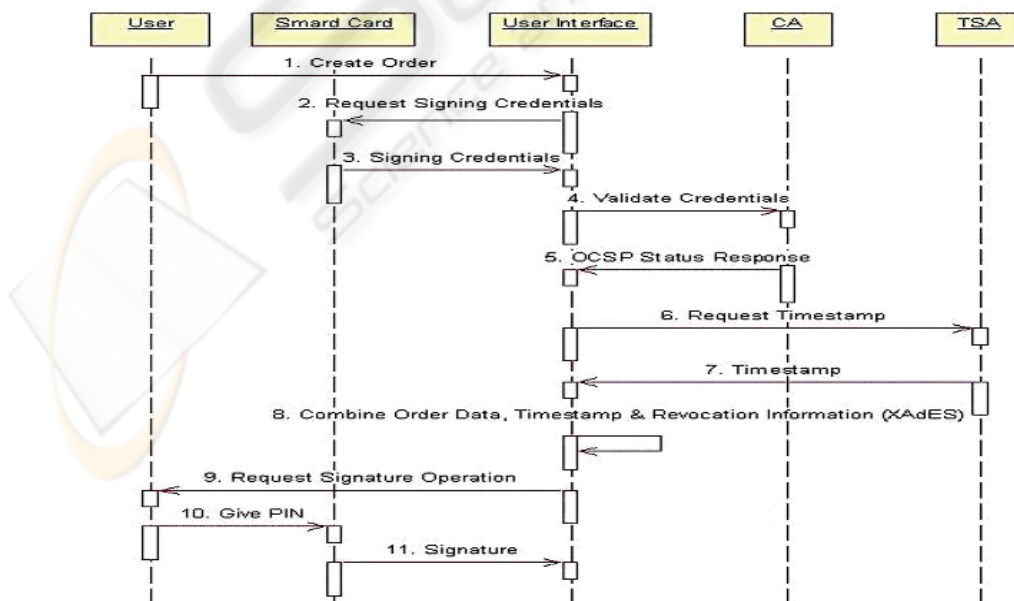 User
Smard Card
User Interface
CA
TSA
1. Create Order
2. Request Signing Credentials
3. Signing Credentials
4. Validate Credentials
5. OCSP Status Response
6. Request Timestamp
7. Timestamp
8. Combine Order Data, Timestamp & Revocation Information (XAdES)
9. Request Signature Operation
10. Give PIN
11. Signature